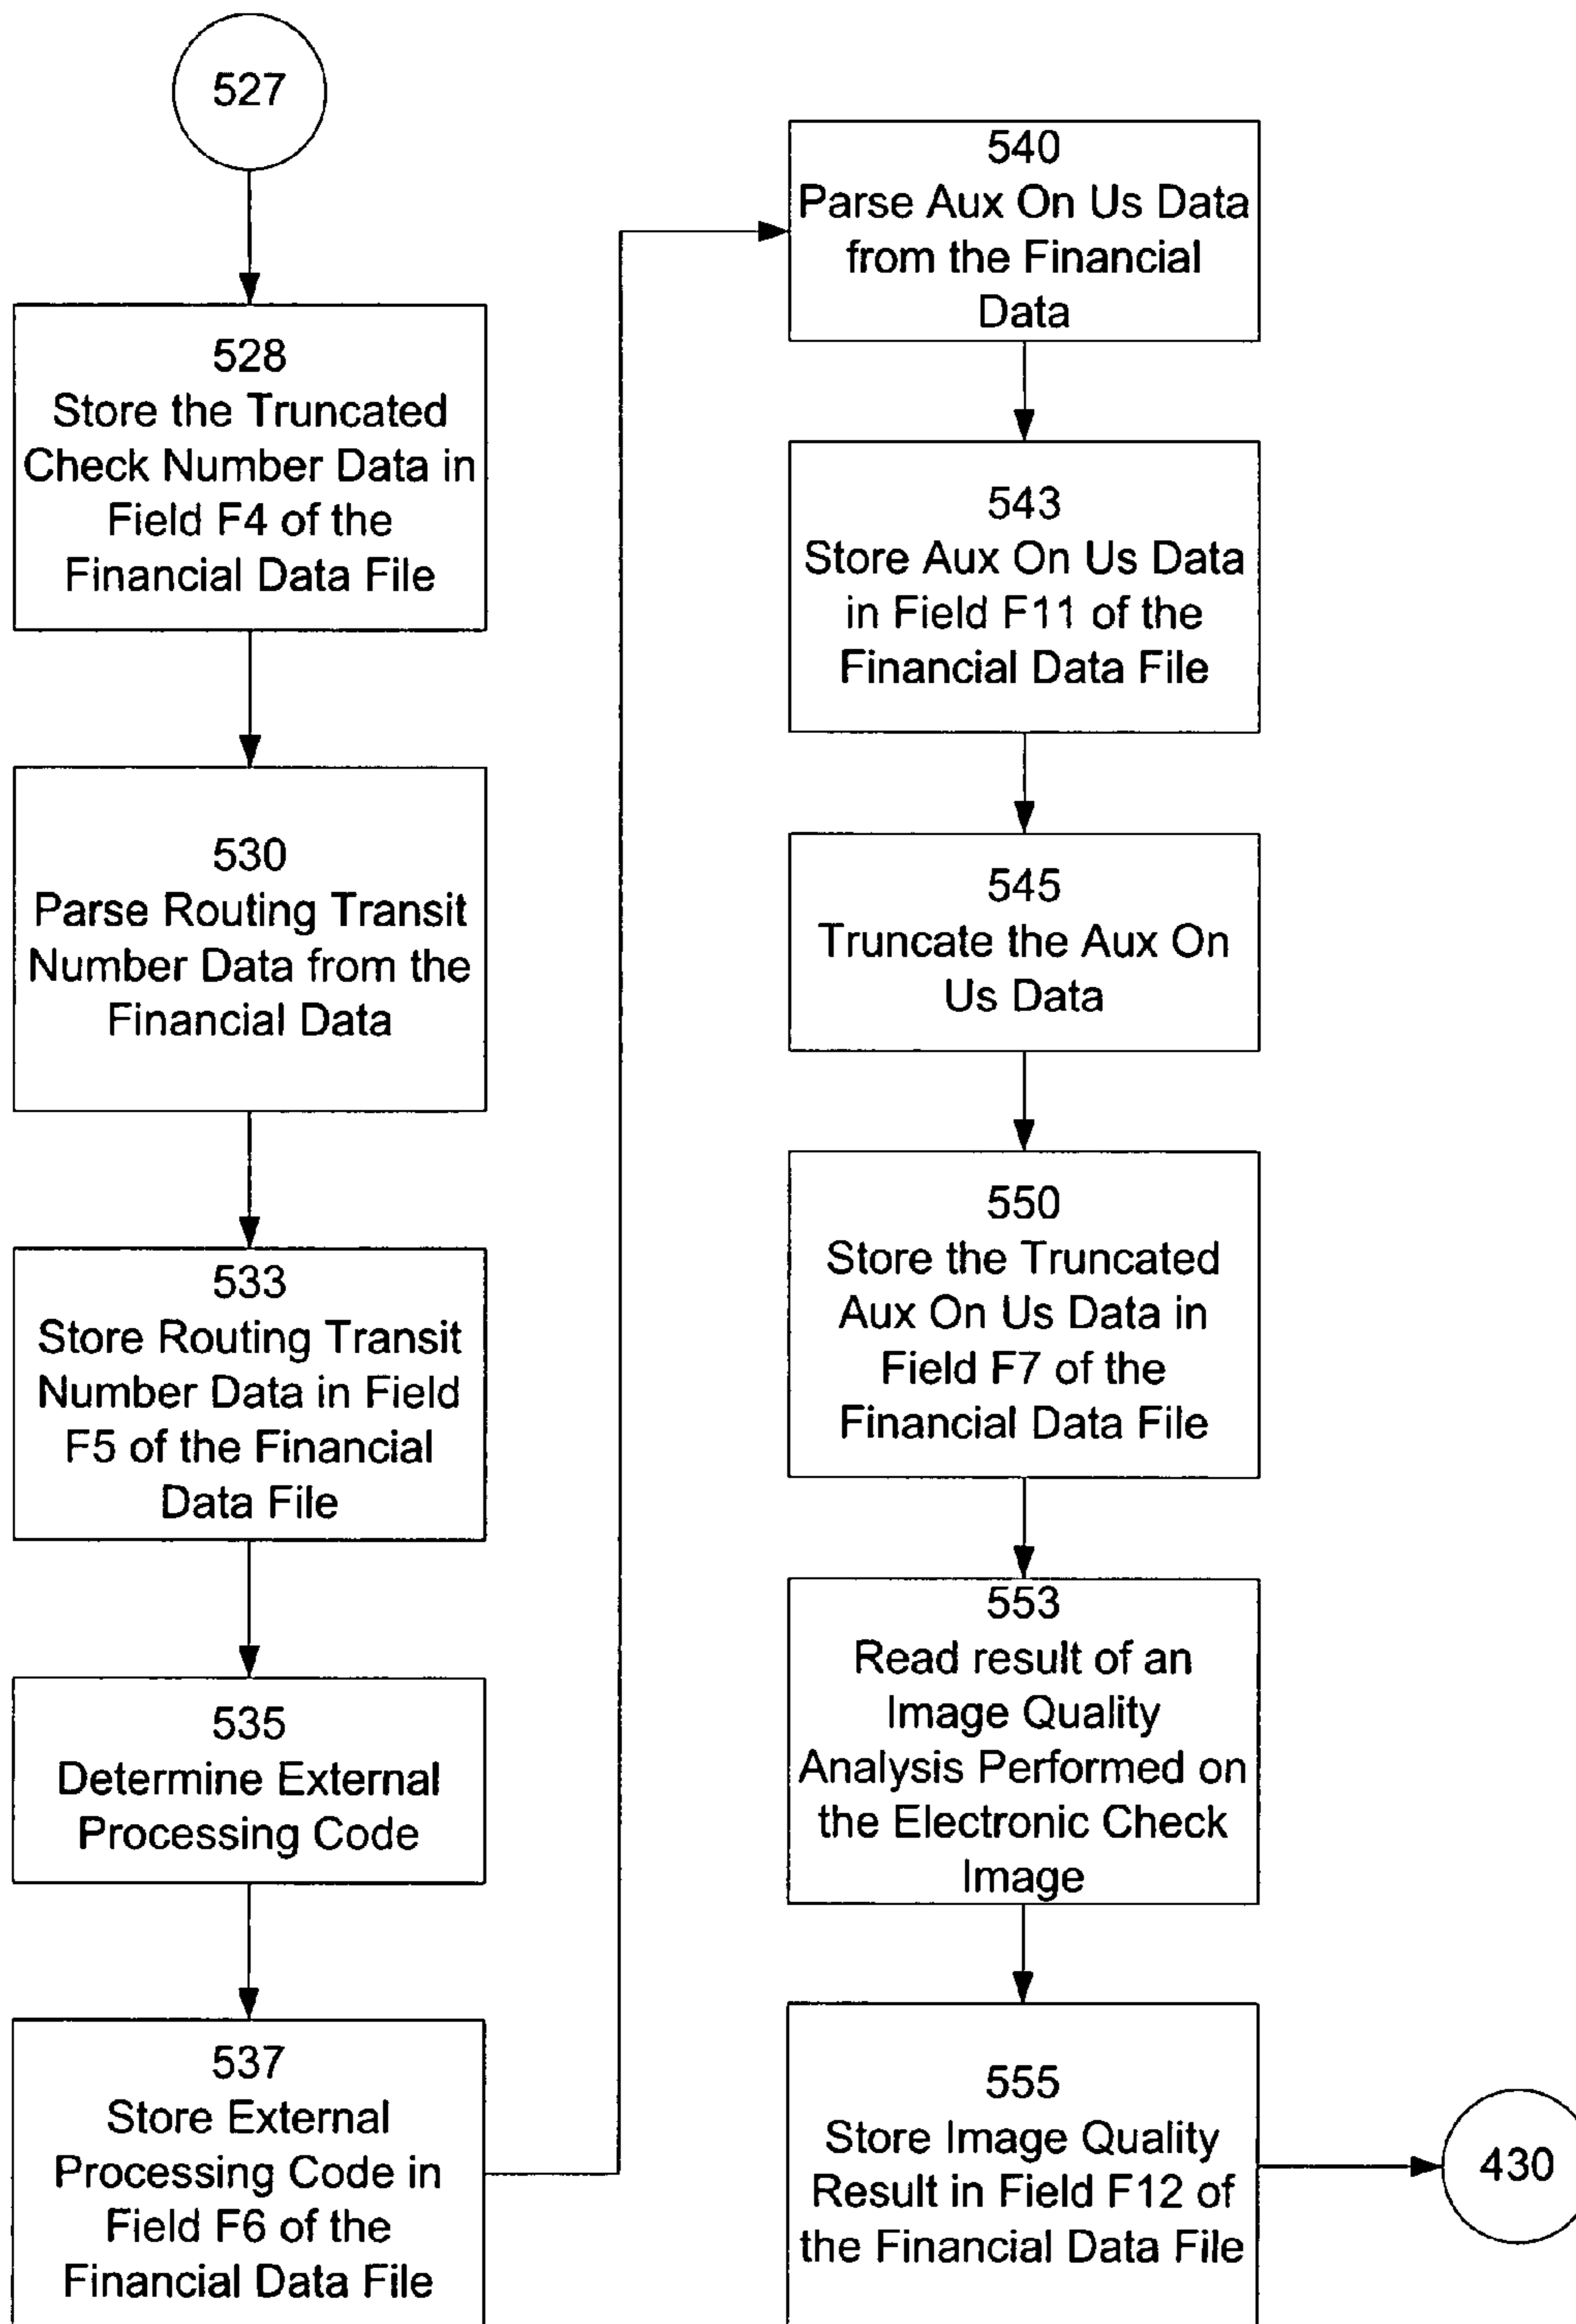 527
528
Store the Truncated
Check Number Data in
Field F4 of the
Financial Data File
530
Parse Routing Transit
Number Data from the
Financial Data
533
Store Routing Transit
Number Data in Field
F5 of the Financial
Data File
535
Determine External
Processing Code
537
Store External
Processing Code in
Field F6 of the
Financial Data File
540
Parse Aux On Us Data
from the Financial
Data
543
Store Aux On Us Data
in Field F11 of the
Financial Data File
545
Truncate the Aux On
Us Data
550
Store the Truncated
Aux On Us Data in
Field F7 of the
Financial Data File
553
Read result of an
Image Quality
Analysis Performed on
the Electronic Check
Image
555
Store Image Quality
Result in Field F12 of
the Financial Data File
430